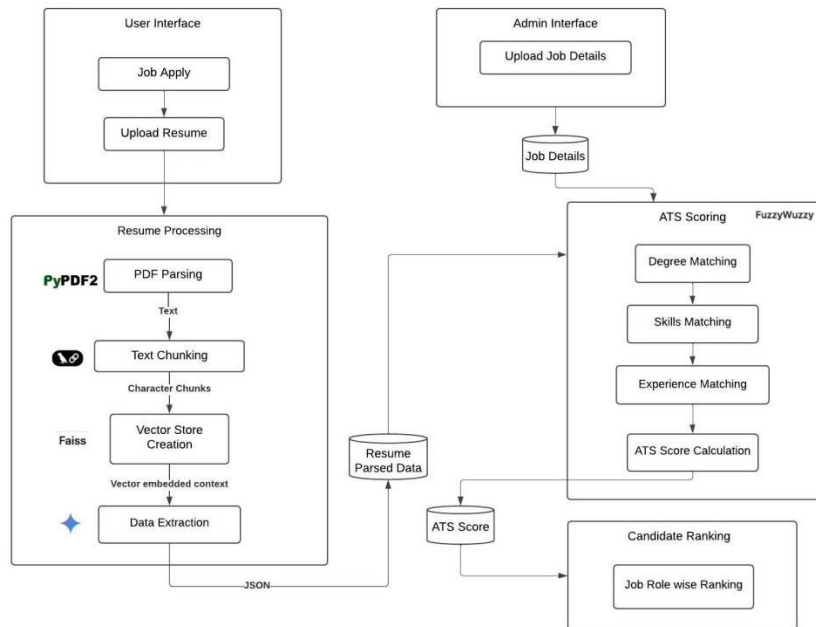 User Interface
Job Apply
Upload Resume
Admin Interface
Upload Job Details
Job Details
Resume Processing
PyPDF2
PDF Parsing
Text
Text Chunking
Character Chunks
Faiss
Vector Store
Creation
Vector embedded context
Data Extraction
JSON
Resume
Parsed Data
ATS Scoring
FuzzyWuzzy
Degree Matching
Skills Matching
Experience Matching
ATS Score Calculation
ATS Score
Candidate Ranking
Job Role wise Ranking